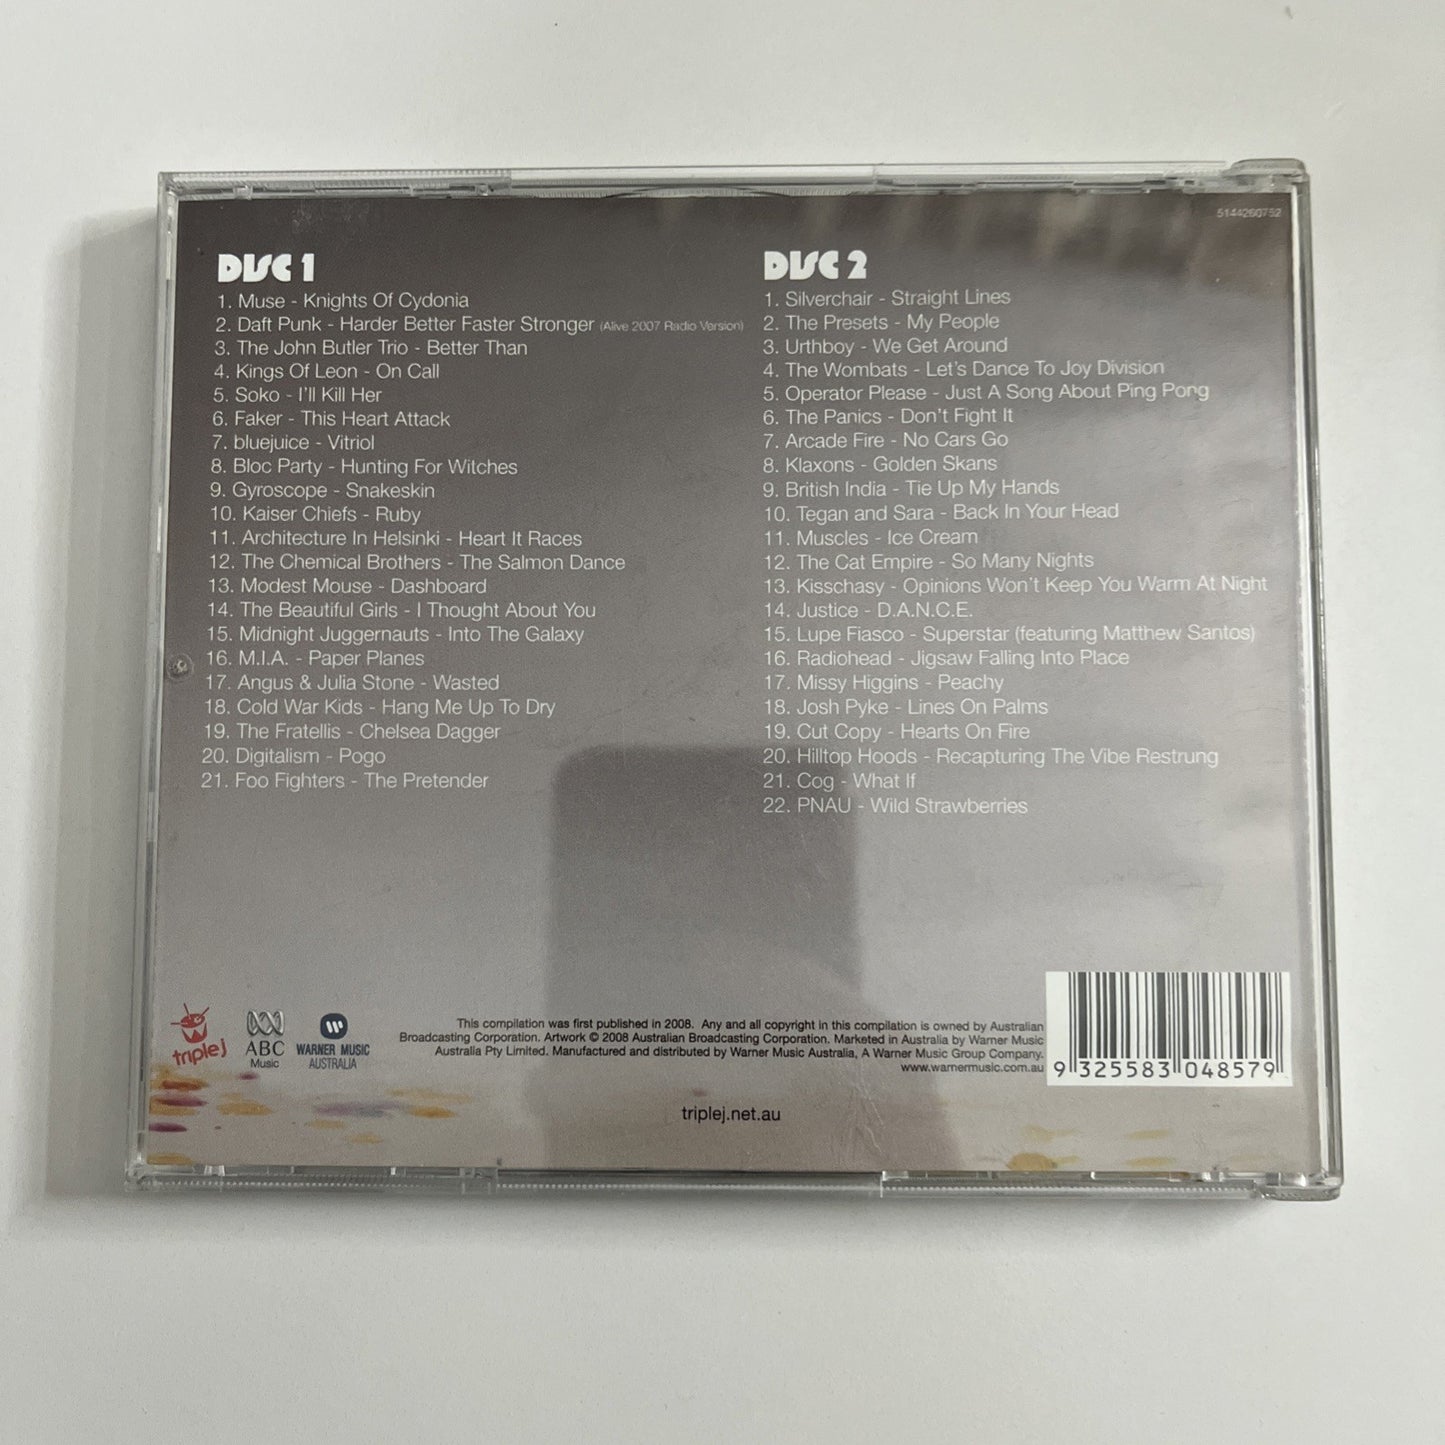 5144260752
DISC 1
1. Muse - Knights Of Cydonia
2. Daft Punk - Harder Better Faster Stronger (Alive 2007 Radio Version)
3. The John Butler Trio - Better Than
4. Kings Of Leon - On Call
5. Soko - I'll Kill Her
6. Faker - This Heart Attack
7. bluejuice - Vitriol
8. Bloc Party - Hunting For Witches
9. Gyroscope - Snakeskin
10. Kaiser Chiefs - Ruby
11. Architecture In Helsinki - Heart It Races
12. The Chemical Brothers - The Salmon Dance
13. Modest Mouse - Dashboard
14. The Beautiful Girls - I Thought About You
15. Midnight Juggernauts - Into The Galaxy
16. M.I.A. - Paper Planes
17. Angus & Julia Stone - Wasted
18. Cold War Kids - Hang Me Up To Dry
19. The Fratellis - Chelsea Dagger
20. Digitalism - Pogo
21. Foo Fighters - The Pretender
DISC 2
1. Silverchair - Straight Lines
2. The Presets - My People
3. Urthboy - We Get Around
4. The Wombats - Let's Dance To Joy Division
5. Operator Please - Just A Song About Ping Pong
6. The Panics - Don't Fight It
7. Arcade Fire - No Cars Go
8. Klaxons - Golden Skans
9. British India - Tie Up My Hands
10. Tegan and Sara - Back In Your Head
11. Muscles - Ice Cream
12. The Cat Empire - So Many Nights
13. Kisschasy - Opinions Won't Keep You Warm At Night
14. Justice - D.A.N.C.E.
15. Lupe Fiasco - Superstar (featuring Matthew Santos)
16. Radiohead - Jigsaw Falling Into Place
17. Missy Higgins - Peachy
18. Josh Pyke - Lines On Palms
19. Cut Copy - Hearts On Fire
20. Hilltop Hoods - Recapturing The Vibe Restrung
21. Cog - What If
22. PNAU - Wild Strawberries
triple j
ABC
Music
WARNER MUSIC
AUSTRALIA
This compilation was first published in 2008. Any and all copyright in this compilation is owned by Australian
Broadcasting Corporation. Artwork © 2008 Australian Broadcasting Corporation. Marketed in Australia by Warner Music
Australia Pty Limited. Manufactured and distributed by Warner Music Australia, A Warner Music Group Company.
www.warnermusic.com.au
9 325583 048579
triplej.net.au